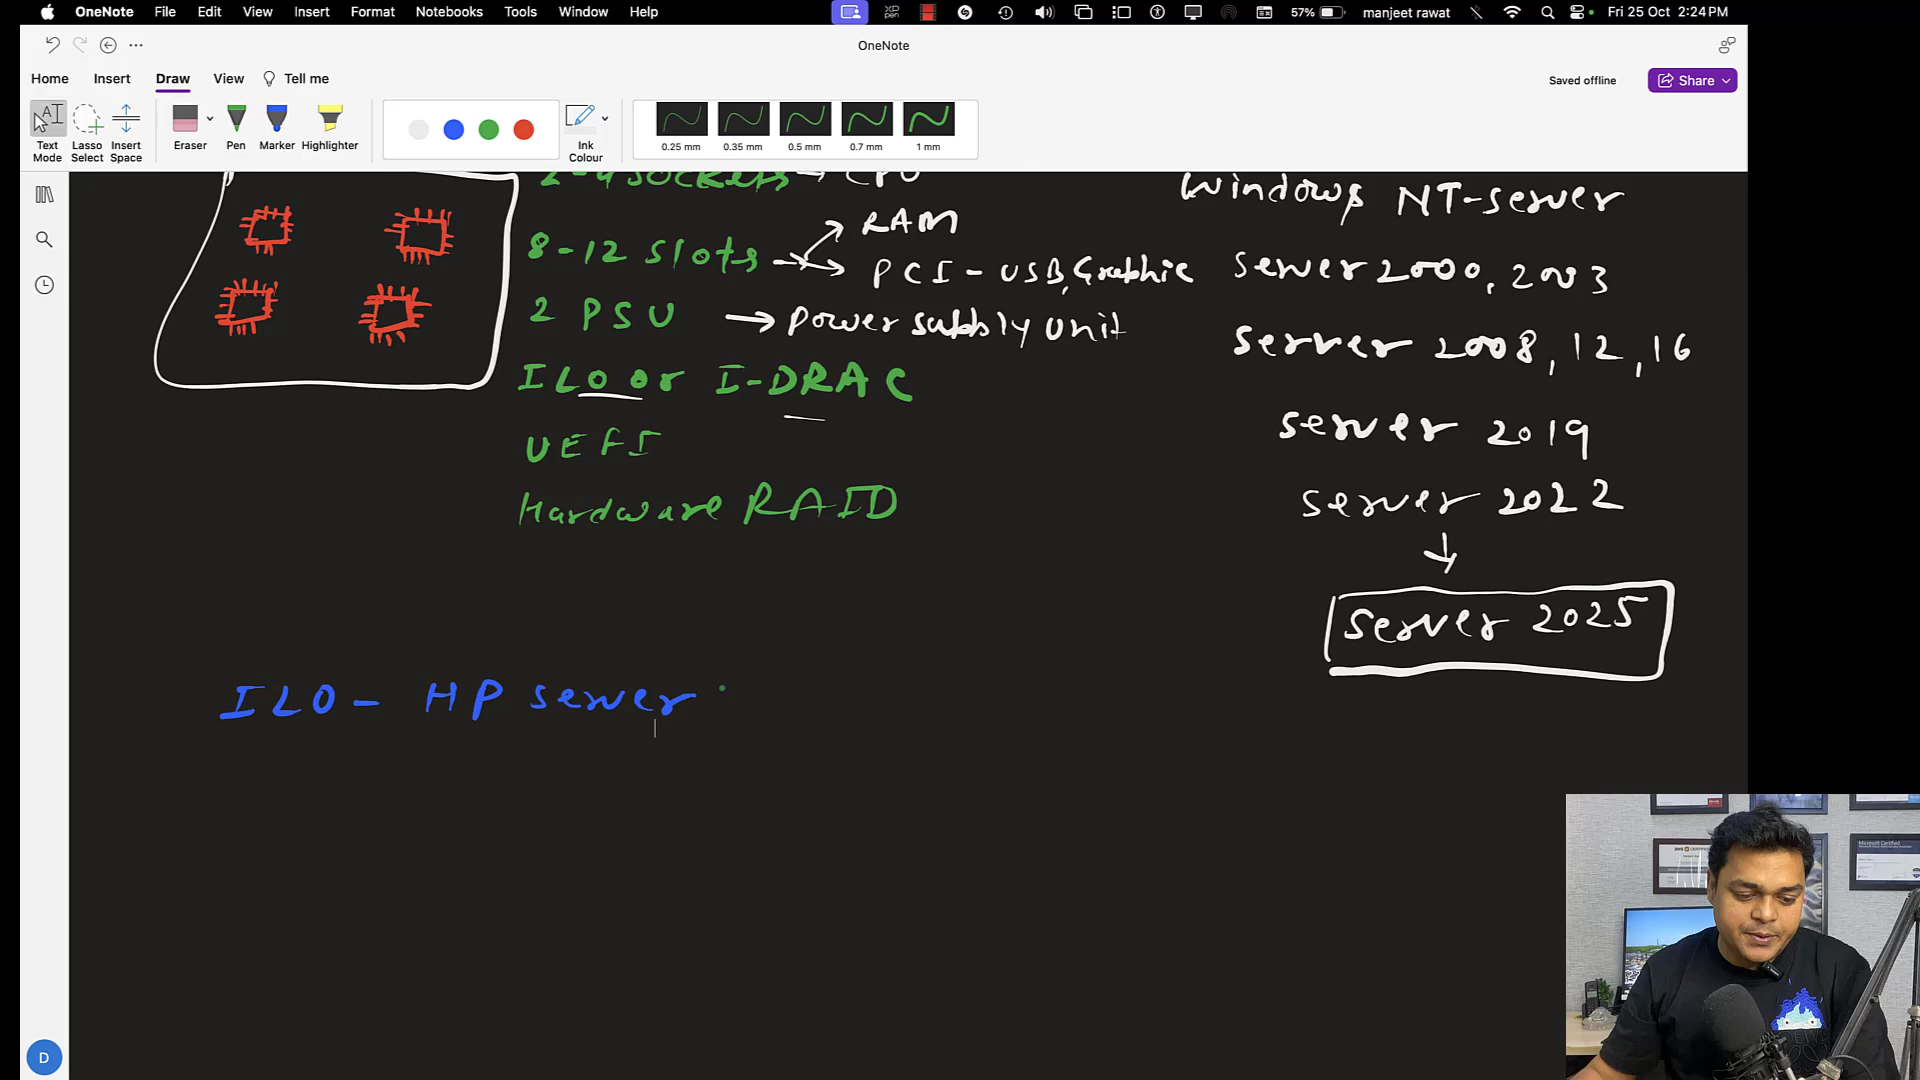 OneNote File Edit View Insert Format Notebooks Tools Window Help
XP PEN 57% manjeet rawat Fri 25 Oct 2:24 PM
OneNote
Home Insert Draw View Tell me
Saved offline Share
Text Mode
Lasso Select
Insert Space
Eraser
Pen
Marker
Highlighter
Ink Colour
0.25 mm 0.35 mm 0.5 mm 0.7 mm 1 mm
2-4 Sockets → CPU
8-12 Slots → RAM
→ PCI - USB, Graphic
2 PSU → Power supply Unit
ILO or I-DRAC
UEFI
Hardware RAID
Windows NT-server
Server 2000, 2003
Server 2008, 12, 16
Server 2019
Server 2022
Server 2025
ILO - HP Server
D
Microsoft Certified